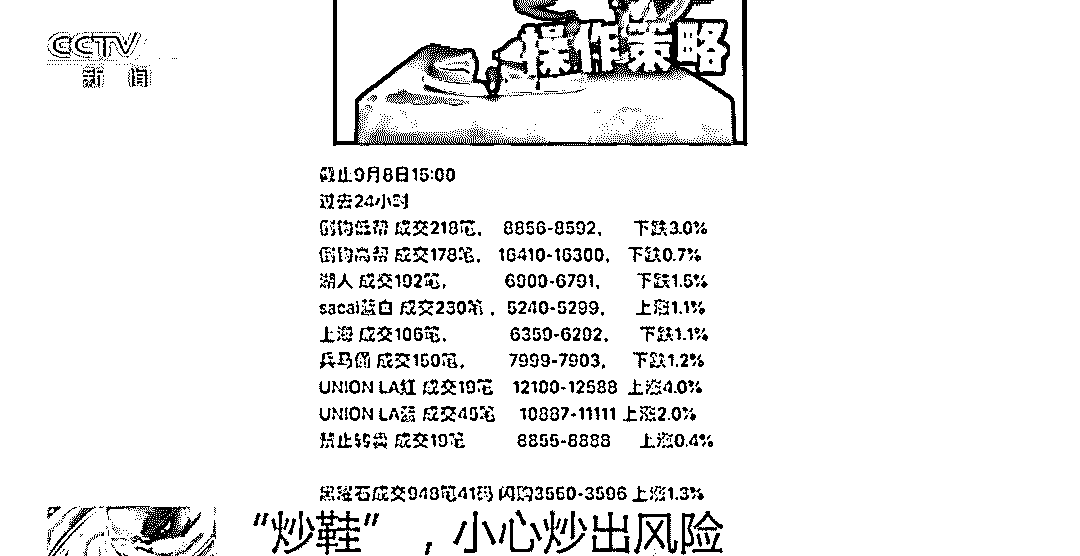 CCTV
新闻
操作策略
截止9月8日15:00
过去24小时
倒钩低帮 成交218笔， 8856-8592， 下跌3.0%
倒钩高帮 成交178笔， 16410-16300， 下跌0.7%
湖人 成交192笔， 6900-6791， 下跌1.5%
sacai蓝白 成交230笔， 5240-5299， 上涨1.1%
上海 成交106笔， 6359-6292， 下跌1.1%
兵马俑 成交150笔， 7999-7903， 下跌1.2%
UNION LA红 成交19笔 12100-12588 上涨4.0%
UNION LA蓝 成交45笔 10887-11111 上涨2.0%
禁止转卖 成交19笔 8855-8888 上涨0.4%
黑曜石成交948笔41码 闪购3550-3596 上涨1.3%
“炒鞋”，小心炒出风险